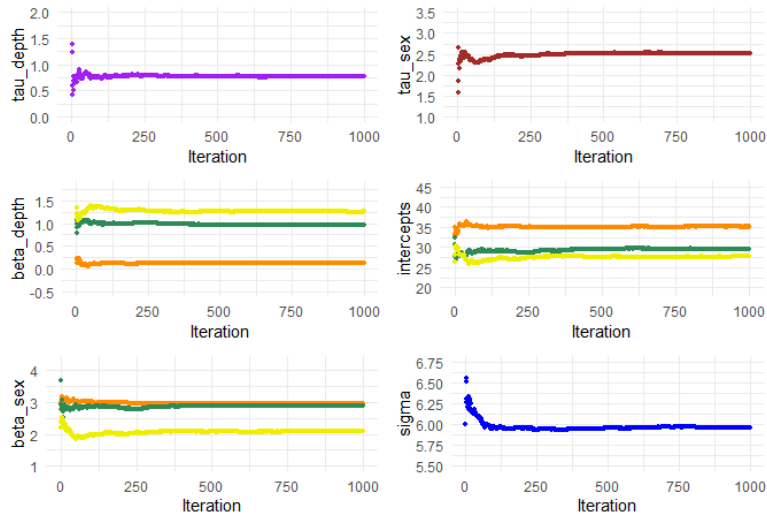 tau_depth
2.0
1.5
1.0
0.5
0.0
0 250 500 750 1000
Iteration
tau_sex
3.5
3.0
2.5
2.0
1.5
1.0
0 250 500 750 1000
Iteration
beta_depth
1.5
1.0
0.5
0.0
-0.5
0 250 500 750 1000
Iteration
intercepts
45
40
35
30
25
20
0 250 500 750 1000
Iteration
beta_sex
4
3
2
1
0 250 500 750 1000
Iteration
sigma
6.75
6.50
6.25
6.00
5.75
5.50
0 250 500 750 1000
Iteration